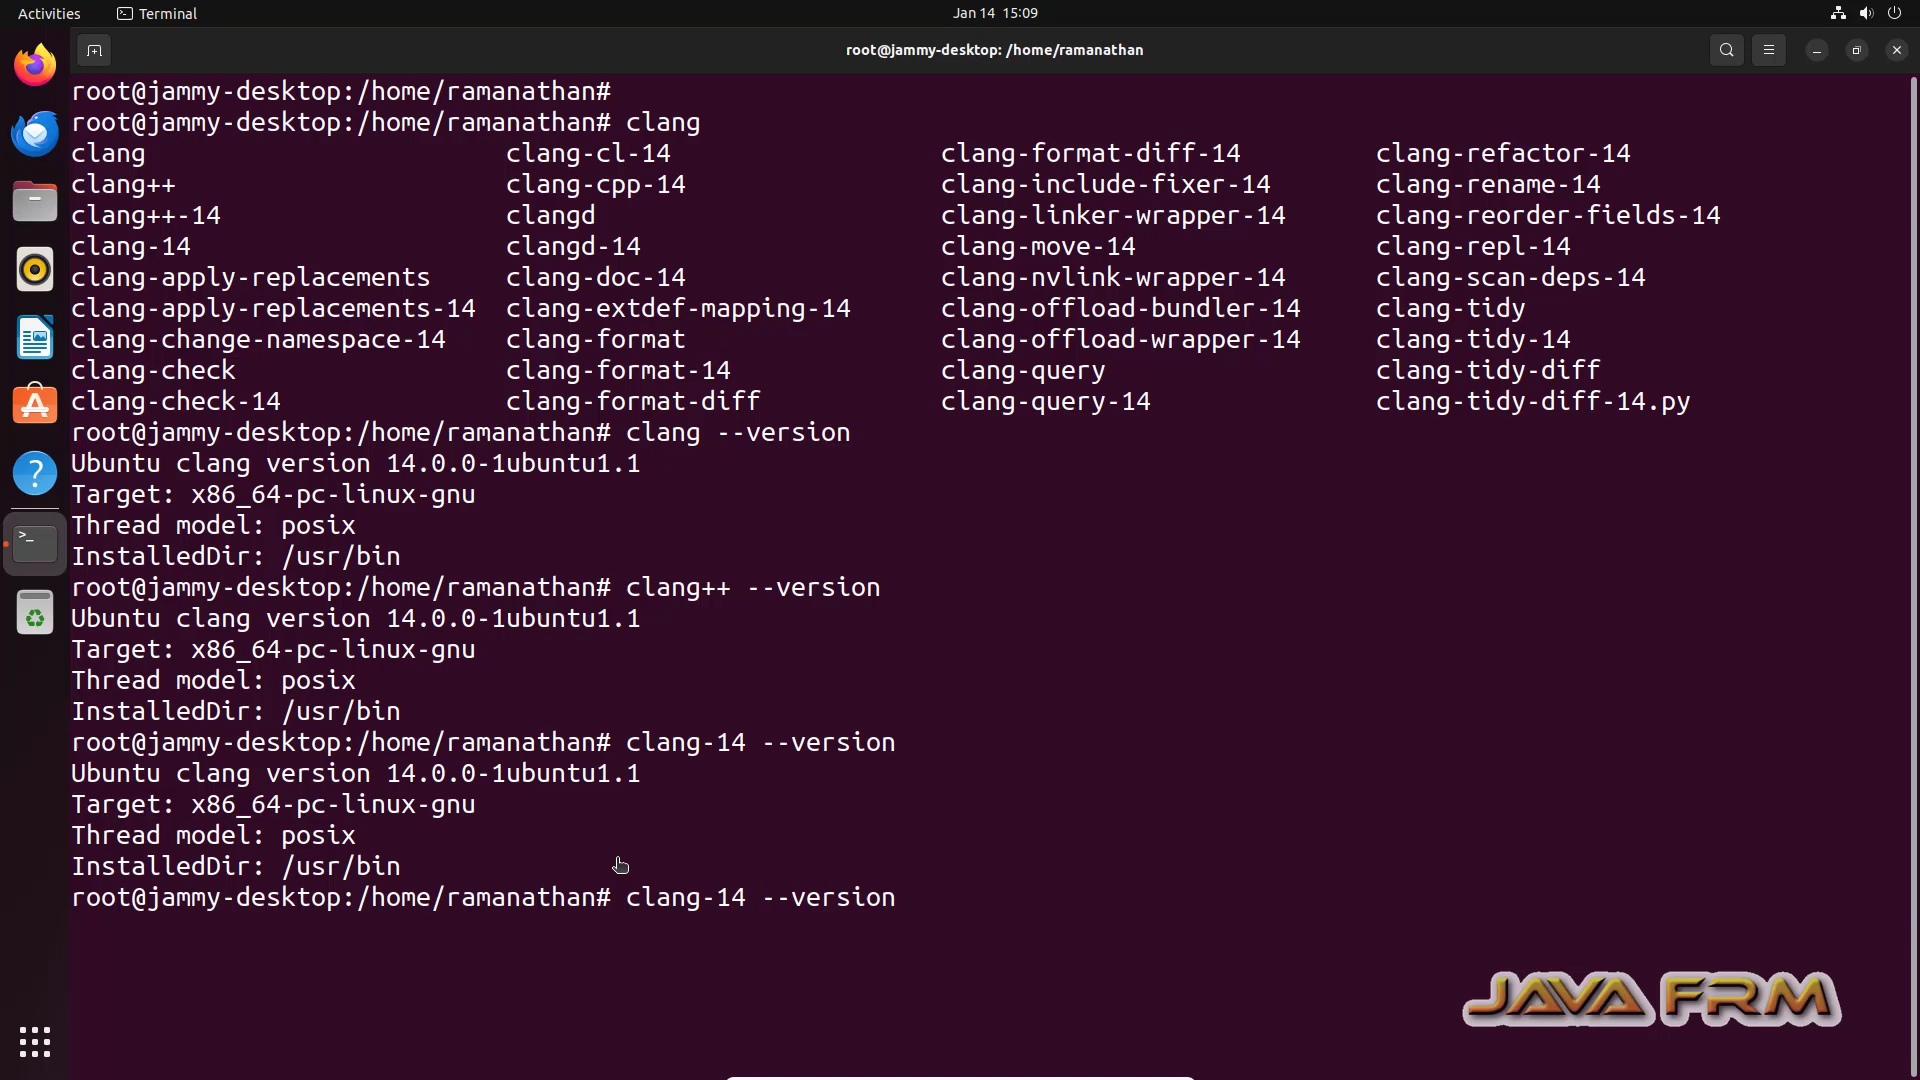 Activities Terminal Jan 14 15:09
root@jammy-desktop: /home/ramanathan
root@jammy-desktop:/home/ramanathan#
root@jammy-desktop:/home/ramanathan# clang
clang clang-cl-14 clang-format-diff-14 clang-refactor-14
clang++ clang-cpp-14 clang-include-fixer-14 clang-rename-14
clang++-14 clangd clang-linker-wrapper-14 clang-reorder-fields-14
clang-14 clangd-14 clang-move-14 clang-repl-14
clang-apply-replacements clang-doc-14 clang-nvlink-wrapper-14 clang-scan-deps-14
clang-apply-replacements-14 clang-extdef-mapping-14 clang-offload-bundler-14 clang-tidy
clang-change-namespace-14 clang-format clang-offload-wrapper-14 clang-tidy-14
clang-check clang-format-14 clang-query clang-tidy-diff
clang-check-14 clang-format-diff clang-query-14 clang-tidy-diff-14.py
root@jammy-desktop:/home/ramanathan# clang --version
Ubuntu clang version 14.0.0-1ubuntu1.1
Target: x86_64-pc-linux-gnu
Thread model: posix
InstalledDir: /usr/bin
root@jammy-desktop:/home/ramanathan# clang++ --version
Ubuntu clang version 14.0.0-1ubuntu1.1
Target: x86_64-pc-linux-gnu
Thread model: posix
InstalledDir: /usr/bin
root@jammy-desktop:/home/ramanathan# clang-14 --version
Ubuntu clang version 14.0.0-1ubuntu1.1
Target: x86_64-pc-linux-gnu
Thread model: posix
InstalledDir: /usr/bin
root@jammy-desktop:/home/ramanathan# clang-14 --version
JAVA FRM